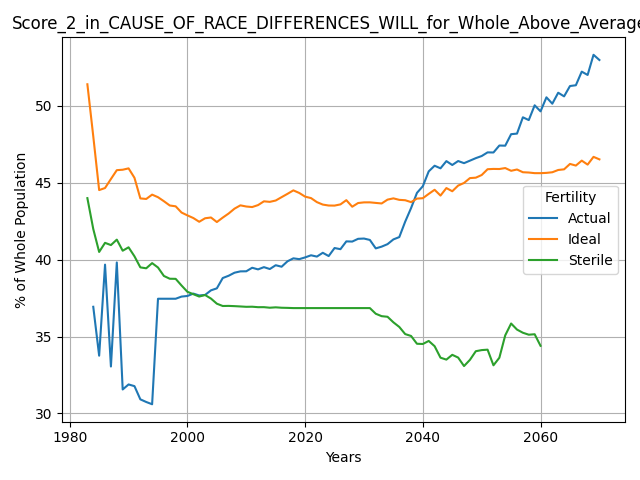 Score_2_in_CAUSE_OF_RACE_DIFFERENCES_WILL_for_Whole_Above_Average
% of Whole Population
50
45
40
35
30
Fertility
Actual
Ideal
Sterile
1980
2000
2020
2040
2060
Years